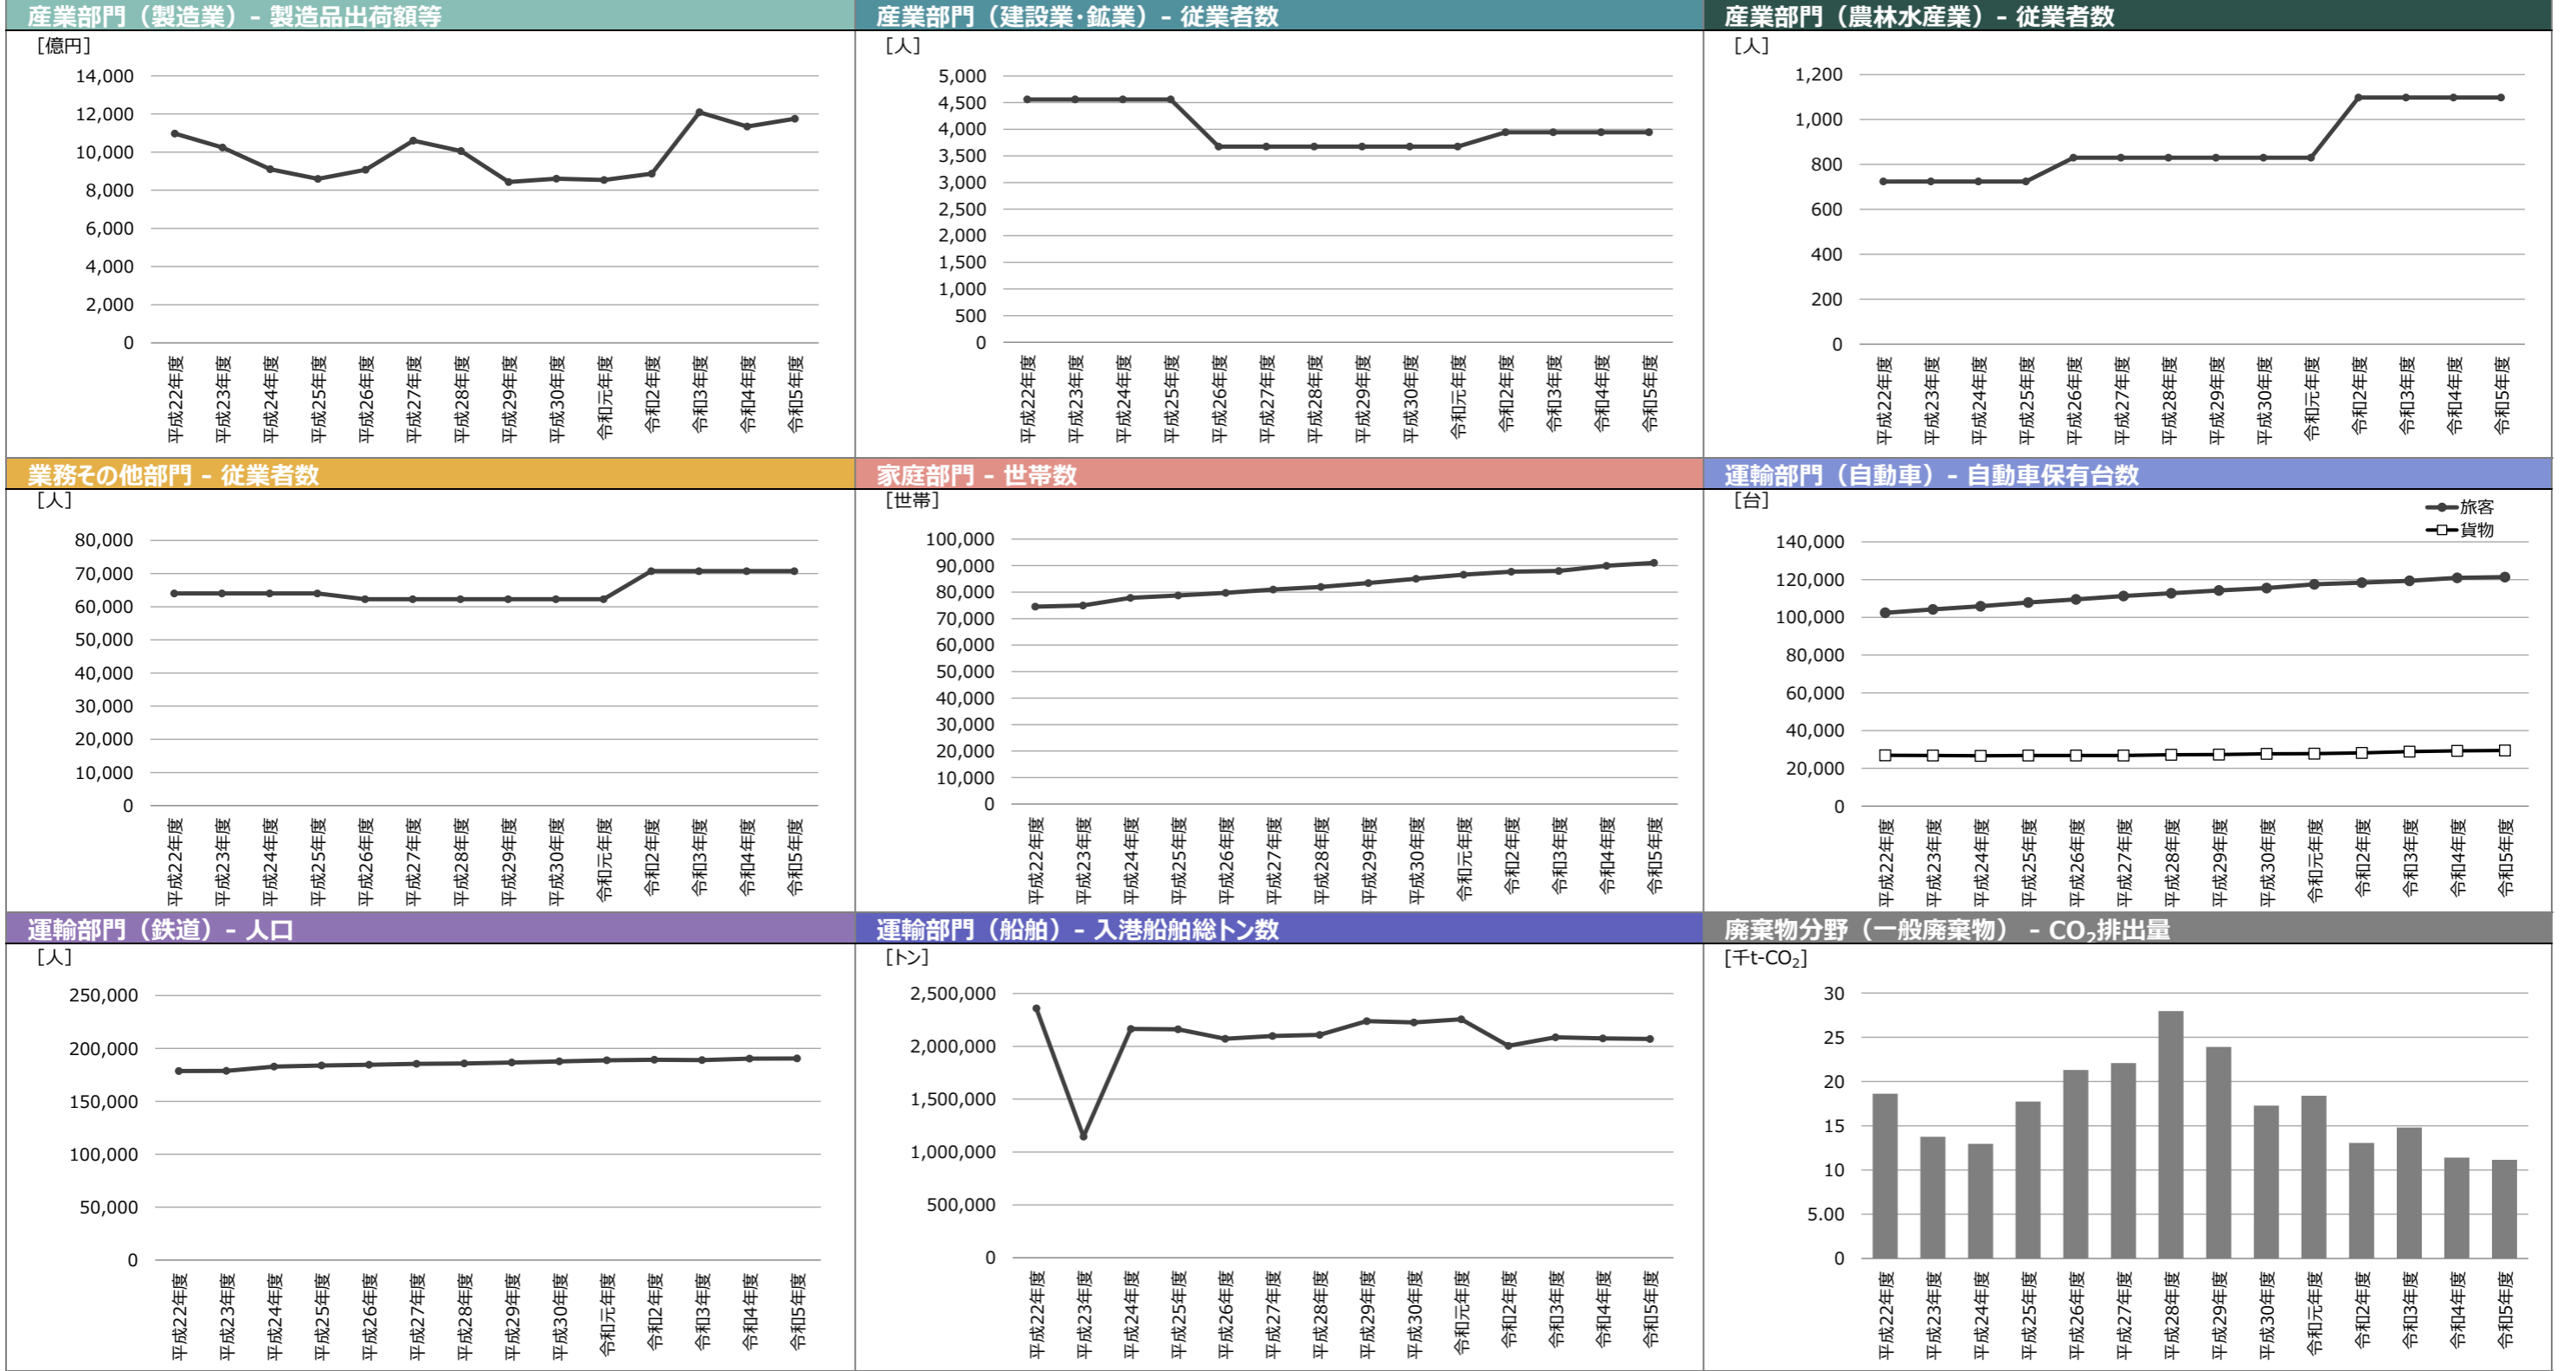 産業部門（製造業）- 製造品出荷額等
[億円]
14,000
12,000
10,000
8,000
6,000
4,000
2,000
0
平成22年度 平成23年度 平成24年度 平成25年度 平成26年度 平成27年度 平成28年度 平成29年度 平成30年度 令和元年度 令和2年度 令和3年度 令和4年度 令和5年度
産業部門（建設業･鉱業）- 従業者数
[人]
5,000
4,500
4,000
3,500
3,000
2,500
2,000
1,500
1,000
500
0
平成22年度 平成23年度 平成24年度 平成25年度 平成26年度 平成27年度 平成28年度 平成29年度 平成30年度 令和元年度 令和2年度 令和3年度 令和4年度 令和5年度
産業部門（農林水産業）- 従業者数
[人]
1,200
1,000
800
600
400
200
0
平成22年度 平成23年度 平成24年度 平成25年度 平成26年度 平成27年度 平成28年度 平成29年度 平成30年度 令和元年度 令和2年度 令和3年度 令和4年度 令和5年度
業務その他部門 - 従業者数
[人]
80,000
70,000
60,000
50,000
40,000
30,000
20,000
10,000
0
平成22年度 平成23年度 平成24年度 平成25年度 平成26年度 平成27年度 平成28年度 平成29年度 平成30年度 令和元年度 令和2年度 令和3年度 令和4年度 令和5年度
家庭部門 - 世帯数
[世帯]
100,000
90,000
80,000
70,000
60,000
50,000
40,000
30,000
20,000
10,000
0
平成22年度 平成23年度 平成24年度 平成25年度 平成26年度 平成27年度 平成28年度 平成29年度 平成30年度 令和元年度 令和2年度 令和3年度 令和4年度 令和5年度
運輸部門（自動車）- 自動車保有台数
[台]
旅客
貨物
140,000
120,000
100,000
80,000
60,000
40,000
20,000
0
平成22年度 平成23年度 平成24年度 平成25年度 平成26年度 平成27年度 平成28年度 平成29年度 平成30年度 令和元年度 令和2年度 令和3年度 令和4年度 令和5年度
運輸部門（鉄道）- 人口
[人]
250,000
200,000
150,000
100,000
50,000
0
平成22年度 平成23年度 平成24年度 平成25年度 平成26年度 平成27年度 平成28年度 平成29年度 平成30年度 令和元年度 令和2年度 令和3年度 令和4年度 令和5年度
運輸部門（船舶）- 入港船舶総トン数
[トン]
2,500,000
2,000,000
1,500,000
1,000,000
500,000
0
平成22年度 平成23年度 平成24年度 平成25年度 平成26年度 平成27年度 平成28年度 平成29年度 平成30年度 令和元年度 令和2年度 令和3年度 令和4年度 令和5年度
廃棄物分野（一般廃棄物） - CO₂排出量
[千t-CO₂]
30
25
20
15
10
5.00
0
平成22年度 平成23年度 平成24年度 平成25年度 平成26年度 平成27年度 平成28年度 平成29年度 平成30年度 令和元年度 令和2年度 令和3年度 令和4年度 令和5年度